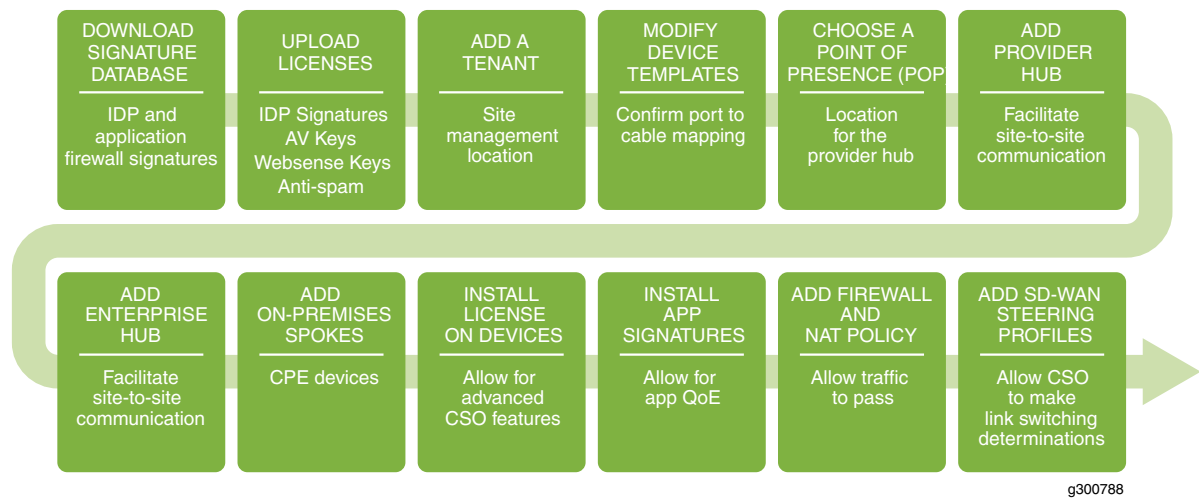 DOWNLOAD
SIGNATURE
DATABASE
IDP and
application
firewall signatures
UPLOAD
LICENSES
IDP Signatures
AV Keys
Websense Keys
Anti-spam
ADD A
TENANT
Site
management
location
MODIFY
DEVICE
TEMPLATES
Confirm port to
cable mapping
CHOOSE A
POINT OF
PRESENCE (POP
Location
for the
provider hub
ADD
PROVIDER
HUB
Facilitate
site-to-site
communication
ADD
ENTERPRISE
HUB
Facilitate
site-to-site
communication
ADD
ON-PREMISES
SPOKES
CPE devices
INSTALL
LICENSE
ON DEVICES
Allow for
advanced
CSO features
INSTALL
APP
SIGNATURES
Allow for
app QoE
ADD FIREWALL
AND
NAT POLICY
Allow traffic
to pass
ADD SD-WAN
STEERING
PROFILES
Allow CSO
to make
link switching
determinations
g300788